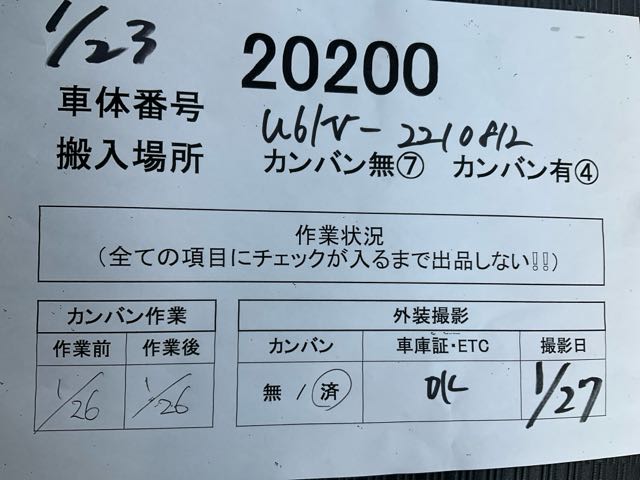 1/23
20200
車体番号 U61V-2210812
搬入場所 カンバン無⑦ カンバン有④
作業状況
(全ての項目にチェックが入るまで出品しない!!)
カンバン作業 外装撮影
作業前 作業後 カンバン 車庫証・ETC 撮影日
1/26 1/26 無 / 済 OK 1/27